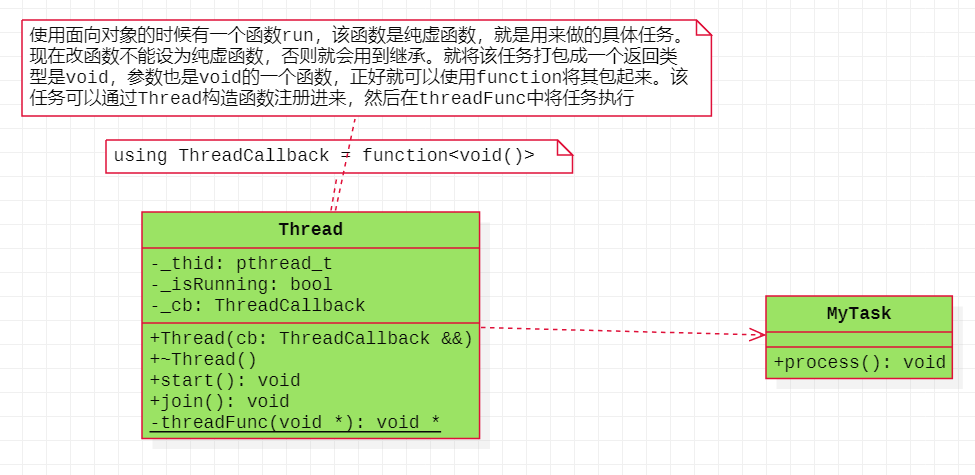 使用面向对象的时候有一个函数run，该函数是纯虚函数，就是用来做的具体任务。
现在改函数不能设为纯虚函数，否则就会用到继承。就将该任务打包成一个返回类
型是void，参数也是void的一个函数，正好就可以使用function将其包起来。该
任务可以通过Thread构造函数注册进来，然后在threadFunc中将任务执行
using ThreadCallback = function<void()>
Thread
-_thid: pthread_t
-_isRunning: bool
-_cb: ThreadCallback
+Thread(cb: ThreadCallback &&)
+~Thread()
+start(): void
+join(): void
-threadFunc(void *): void *
MyTask
+process(): void